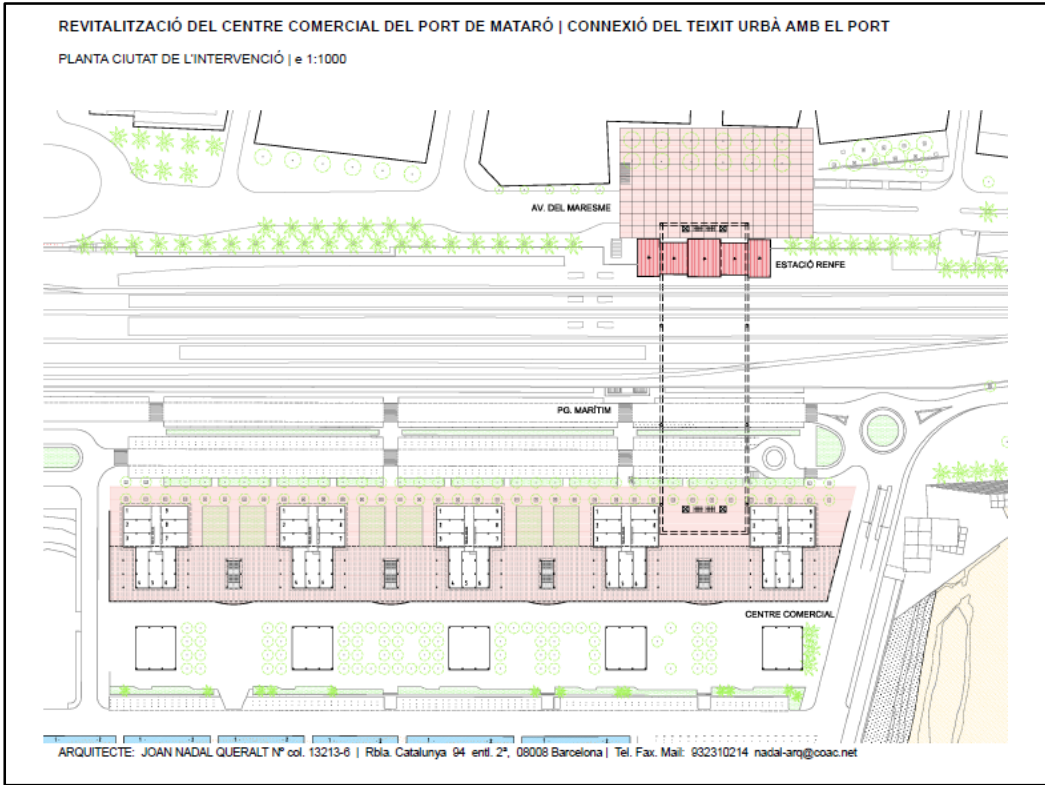 REVITALITZACIÓ DEL CENTRE COMERCIAL DEL PORT DE MATARÓ | CONNEXIÓ DEL TEIXIT URBÀ AMB EL PORT
PLANTA CIUTAT DE L'INTERVENCIÓ | e 1:1000
AV. DEL MARESME
ESTACIÓ RENFE
PG. MARÍTIM
CENTRE COMERCIAL
ARQUITECTE: JOAN NADAL QUERALT Nº col. 13213-6 | Rbla. Catalunya 94 entl. 2ª, 08008 Barcelona | Tel. Fax. Mail: 932310214 nadal-arq@coac.net